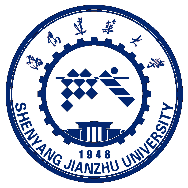 沈阳建筑大学
1948
SHENYANG JIANZHU UNIVERSITY